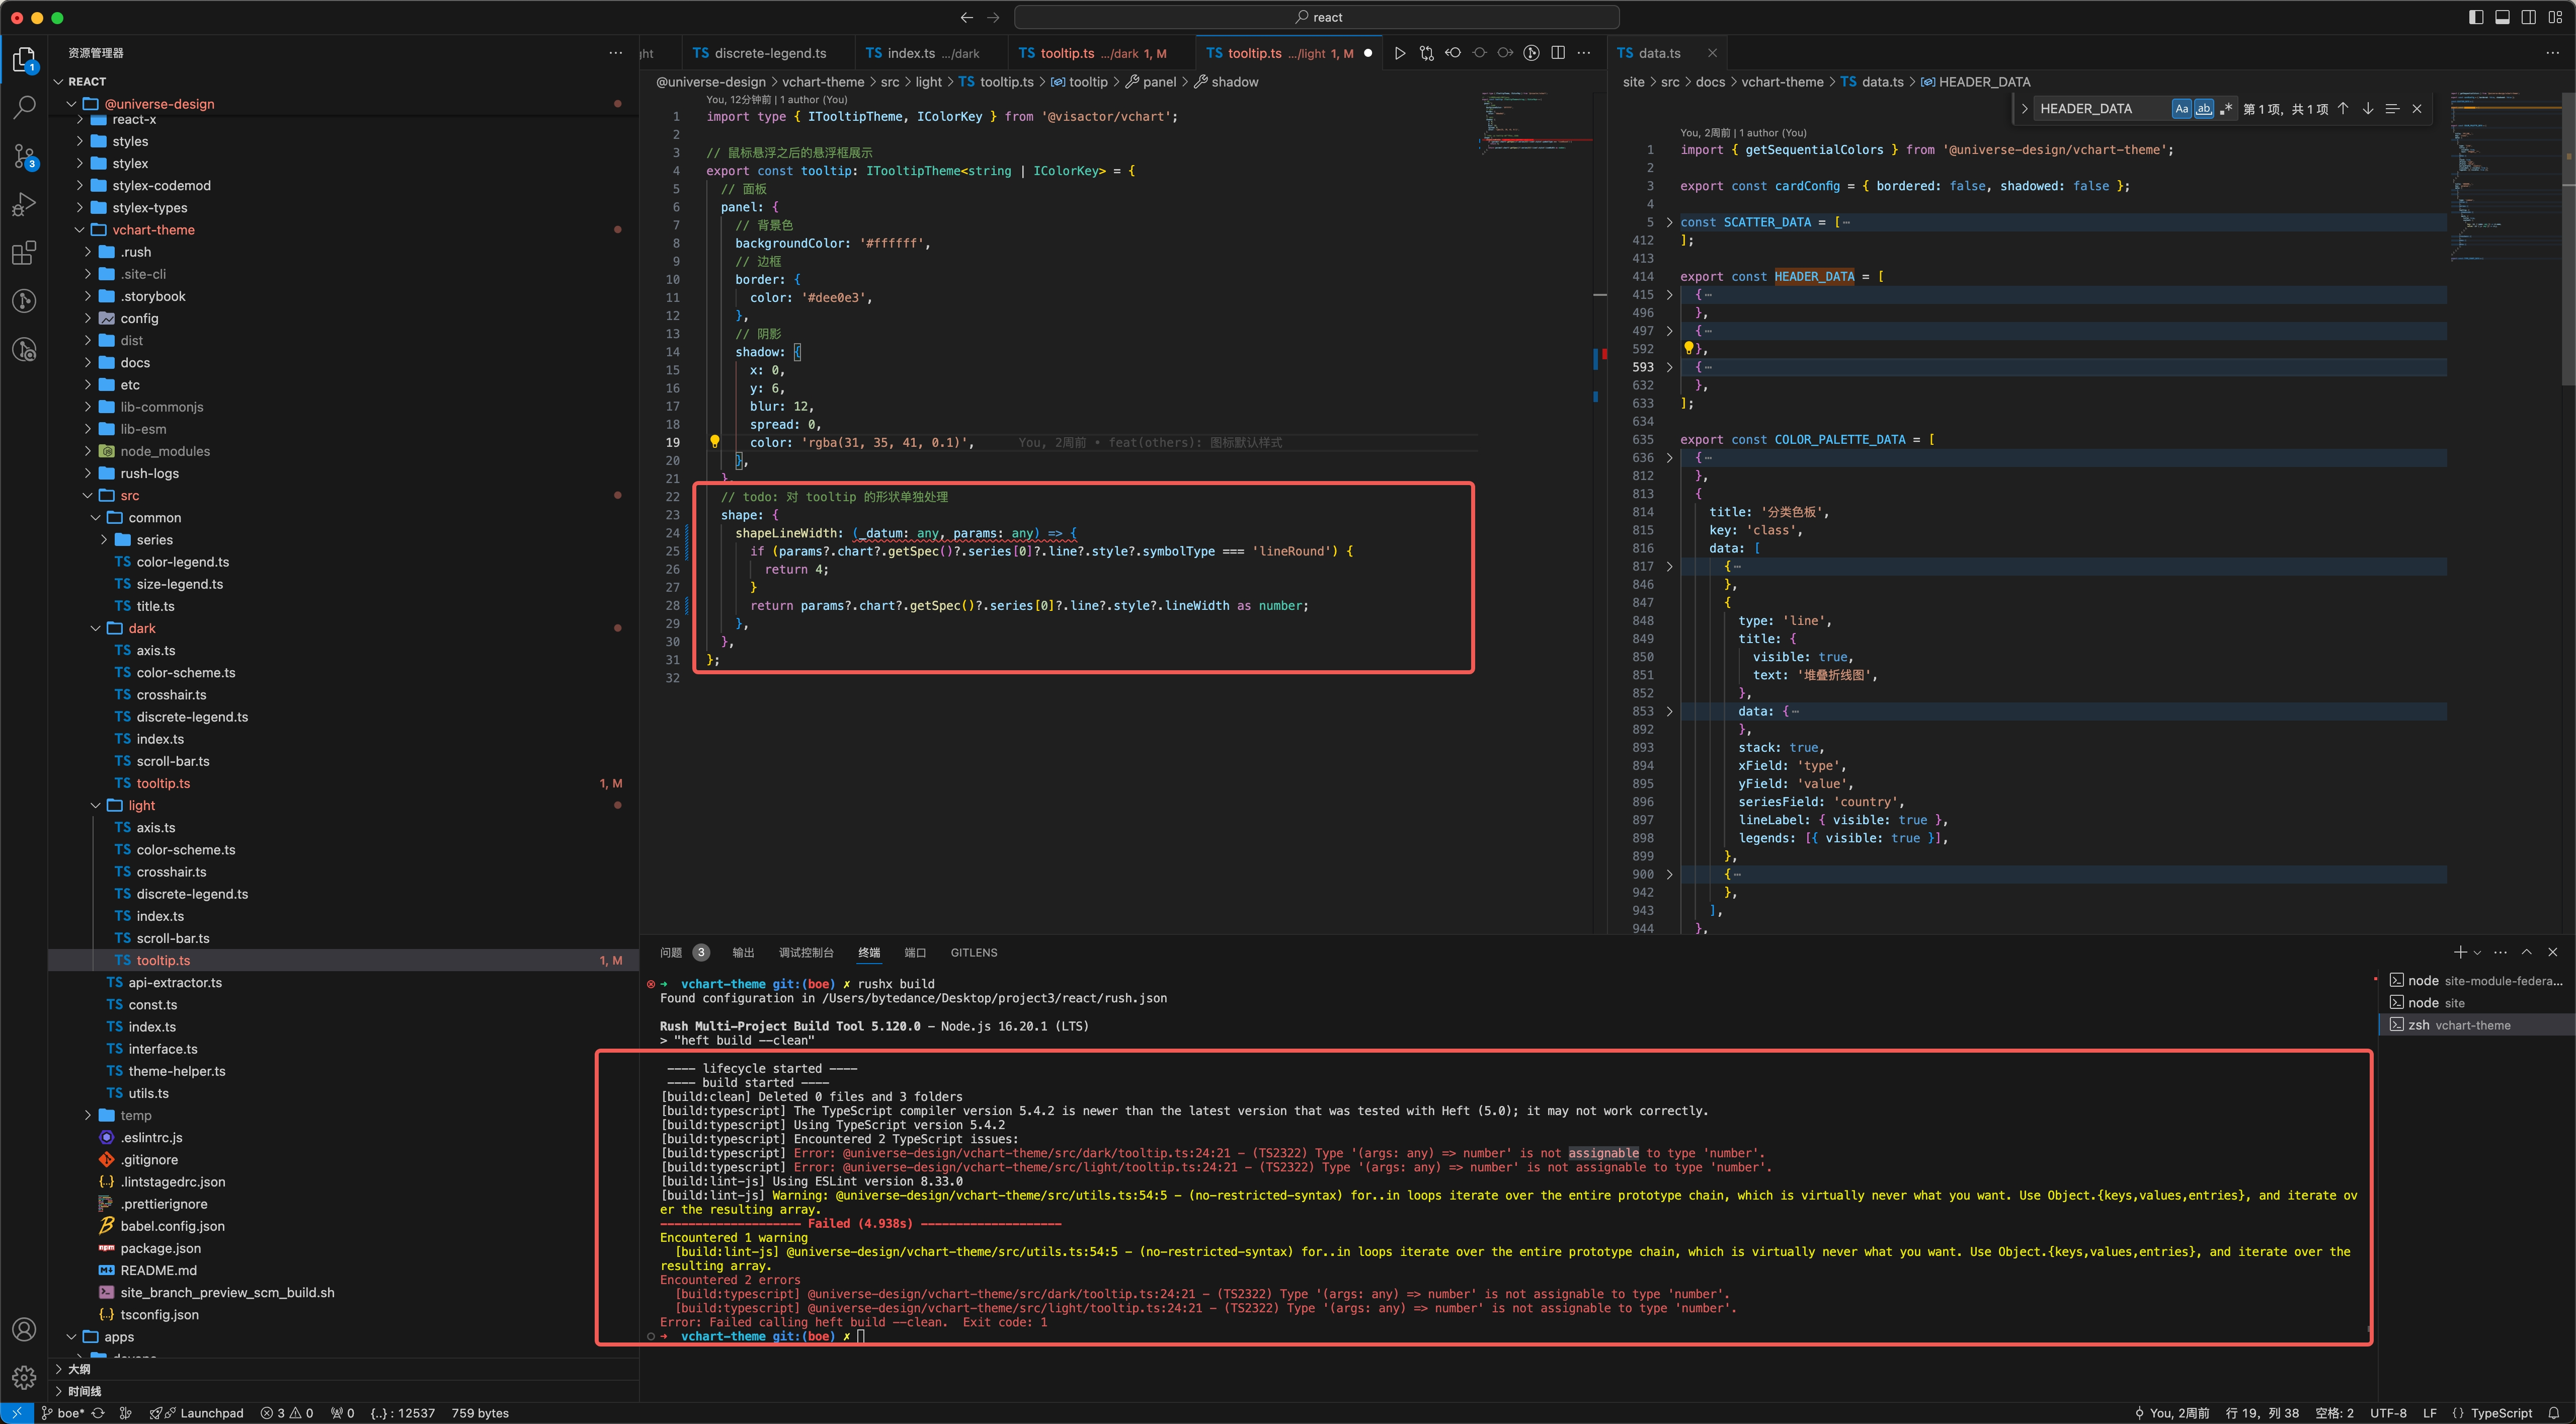 react
资源管理器
REACT
@universe-design
react-x
styles
stylex
stylex-codemod
stylex-types
vchart-theme
.rush
.site-cli
.storybook
config
dist
docs
etc
lib-commonjs
lib-esm
node_modules
rush-logs
src
common
series
TS color-legend.ts
TS size-legend.ts
TS title.ts
dark
TS axis.ts
TS color-scheme.ts
TS crosshair.ts
TS discrete-legend.ts
TS index.ts
TS scroll-bar.ts
TS tooltip.ts 1, M
light
TS axis.ts
TS color-scheme.ts
TS crosshair.ts
TS discrete-legend.ts
TS index.ts
TS scroll-bar.ts
TS tooltip.ts 1, M
TS api-extractor.ts
TS const.ts
TS index.ts
TS interface.ts
TS theme-helper.ts
TS utils.ts
temp
.eslintrc.js
.gitignore
.lintstagedrc.json
.prettierignore
babel.config.json
package.json
README.md
site_branch_preview_scm_build.sh
tsconfig.json
apps
大纲
时间线
ght TS discrete-legend.ts TS index.ts .../dark TS tooltip.ts .../dark 1, M TS tooltip.ts .../light 1, M
@universe-design > vchart-theme > src > light > TS tooltip.ts > tooltip > panel > shadow
You, 12分钟前 | 1 author (You)
1 import type { ITooltipTheme, IColorKey } from '@visactor/vchart';
2
3 // 鼠标悬浮之后的悬浮框展示
4 export const tooltip: ITooltipTheme<string | IColorKey> = {
5 // 面板
6 panel: {
7 // 背景色
8 backgroundColor: '#ffffff',
9 // 边框
10 border: {
11 color: '#dee0e3',
12 },
13 // 阴影
14 shadow: {
15 x: 0,
16 y: 6,
17 blur: 12,
18 spread: 0,
19 color: 'rgba(31, 35, 41, 0.1)', You, 2周前 • feat(others): 图标默认样式
20 },
21 },
22 // todo: 对 tooltip 的形状单独处理
23 shape: {
24 shapeLineWidth: (_datum: any, params: any) => {
25 if (params?.chart?.getSpec()?.series[0]?.line?.style?.symbolType === 'lineRound') {
26 return 4;
27 }
28 return params?.chart?.getSpec()?.series[0]?.line?.style?.lineWidth as number;
29 },
30 },
31 };
32
TS data.ts
site > src > docs > vchart-theme > TS data.ts > HEADER_DATA
HEADER_DATA Aa ab .* 第 1 项, 共 1 项
You, 2周前 | 1 author (You)
1 import { getSequentialColors } from '@universe-design/vchart-theme';
2
3 export const cardConfig = { bordered: false, shadowed: false };
4
5 const SCATTER_DATA = [⋯
412 ];
413
414 export const HEADER_DATA = [
415 {⋯
496 },
497 {⋯
592 },
593 {⋯
632 },
633 ];
634
635 export const COLOR_PALETTE_DATA = [
636 {⋯
812 },
813 {
814 title: '分类色板',
815 key: 'class',
816 data: [
817 {⋯
846 },
847 {
848 type: 'line',
849 title: {
850 visible: true,
851 text: '堆叠折线图',
852 },
853 data: {⋯
892 },
893 stack: true,
894 xField: 'type',
895 yField: 'value',
896 seriesField: 'country',
897 lineLabel: { visible: true },
898 legends: [{ visible: true }],
899 },
900 {⋯
942 },
943 ],
944 },
问题 3 输出 调试控制台 终端 端口 GITLENS
➜ vchart-theme git:(boe) ✗ rushx build
Found configuration in /Users/bytedance/Desktop/project3/react/rush.json
Rush Multi-Project Build Tool 5.120.0 - Node.js 16.20.1 (LTS)
> "heft build --clean"
---- lifecycle started ----
---- build started ----
[build:clean] Deleted 0 files and 3 folders
[build:typescript] The TypeScript compiler version 5.4.2 is newer than the latest version that was tested with Heft (5.0); it may not work correctly.
[build:typescript] Using TypeScript version 5.4.2
[build:typescript] Encountered 2 TypeScript issues:
[build:typescript] Error: @universe-design/vchart-theme/src/dark/tooltip.ts:24:21 - (TS2322) Type '(args: any) => number' is not assignable to type 'number'.
[build:typescript] Error: @universe-design/vchart-theme/src/light/tooltip.ts:24:21 - (TS2322) Type '(args: any) => number' is not assignable to type 'number'.
[build:lint-js] Using ESLint version 8.33.0
[build:lint-js] Warning: @universe-design/vchart-theme/src/utils.ts:54:5 - (no-restricted-syntax) for..in loops iterate over the entire prototype chain, which is virtually never what you want. Use Object.{keys,values,entries}, and iterate ov
er the resulting array.
-------------------- Failed (4.938s) --------------------
Encountered 1 warning
[build:lint-js] @universe-design/vchart-theme/src/utils.ts:54:5 - (no-restricted-syntax) for..in loops iterate over the entire prototype chain, which is virtually never what you want. Use Object.{keys,values,entries}, and iterate over the
resulting array.
Encountered 2 errors
[build:typescript] @universe-design/vchart-theme/src/dark/tooltip.ts:24:21 - (TS2322) Type '(args: any) => number' is not assignable to type 'number'.
[build:typescript] @universe-design/vchart-theme/src/light/tooltip.ts:24:21 - (TS2322) Type '(args: any) => number' is not assignable to type 'number'.
Error: Failed calling heft build --clean. Exit code: 1
➜ vchart-theme git:(boe) ✗
node site-module-federa...
node site
zsh vchart-theme
boe* Launchpad 3 0 0 {..} : 12537 759 bytes
You, 2周前 行 19, 列 38 空格: 2 UTF-8 LF {} TypeScript